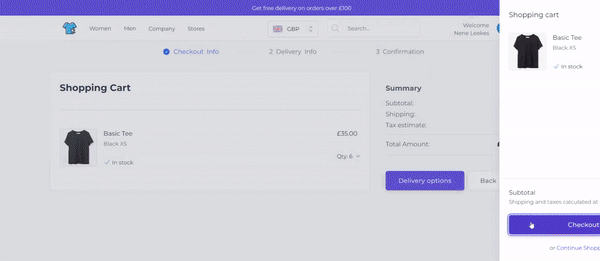 Get free delivery on orders over £100
Women Men Company Stores
GBP
Search...
Welcome
Nene Leakes
Checkout Info
2 Delivery Info
3 Confirmation
Shopping Cart
Basic Tee
£35.00
Black XS
In stock
Qty: 6
Summary
Subtotal:
Shipping:
Tax estimate:
Total Amount:
Delivery options
Back
Shopping cart
Basic Tee
Black XS
In stock
Subtotal
Shipping and taxes calculated at
Checkout
or Continue Shopp